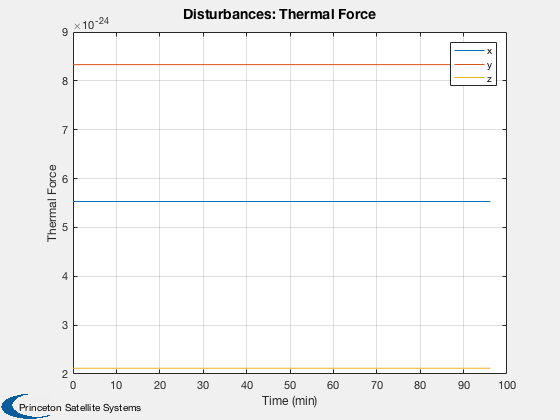 Disturbances: Thermal Force
×10⁻²⁴
9
8
7
6
5
4
3
2
Thermal Force
x
y
z
0 10 20 30 40 50 60 70 80 90 100
Time (min)
Princeton Satellite Systems